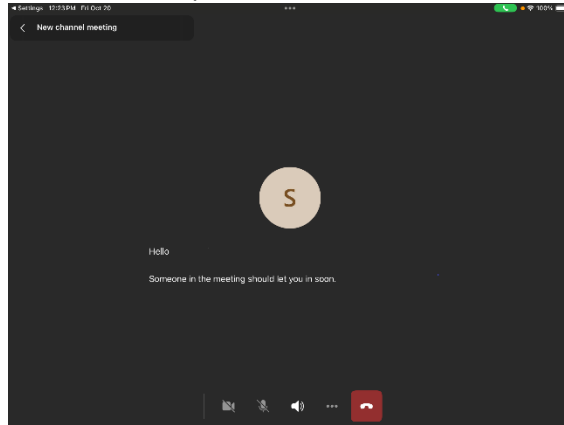 Settings 12:23 PM Fri Oct 20 100%
New channel meeting
S
Hello
Someone in the meeting should let you in soon.